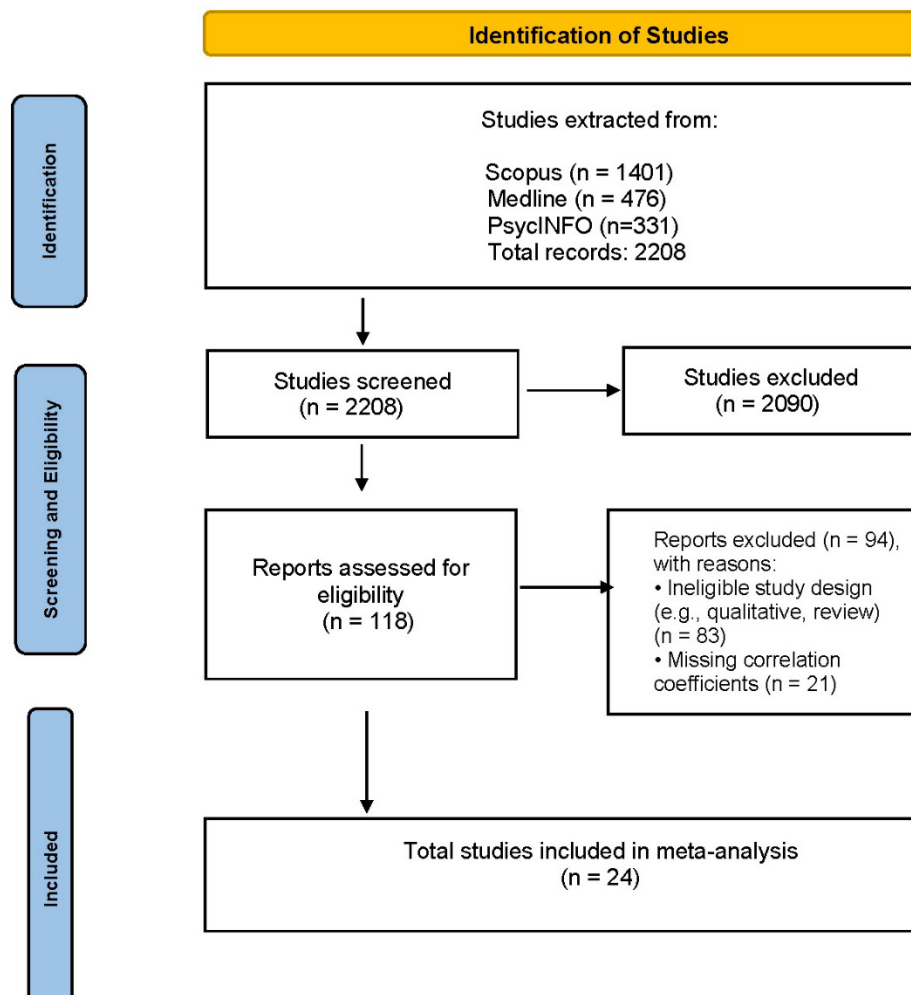 Identification of Studies
Identification
Studies extracted from:
Scopus (n = 1401)
Medline (n = 476)
PsycINFO (n=331)
Total records: 2208
Screening and Eligibility
Studies screened
(n = 2208)
Studies excluded
(n = 2090)
Reports assessed for
eligibility
(n = 118)
Reports excluded (n = 94),
with reasons:
• Ineligible study design
(e.g., qualitative, review)
(n = 83)
• Missing correlation
coefficients (n = 21)
Included
Total studies included in meta-analysis
(n = 24)